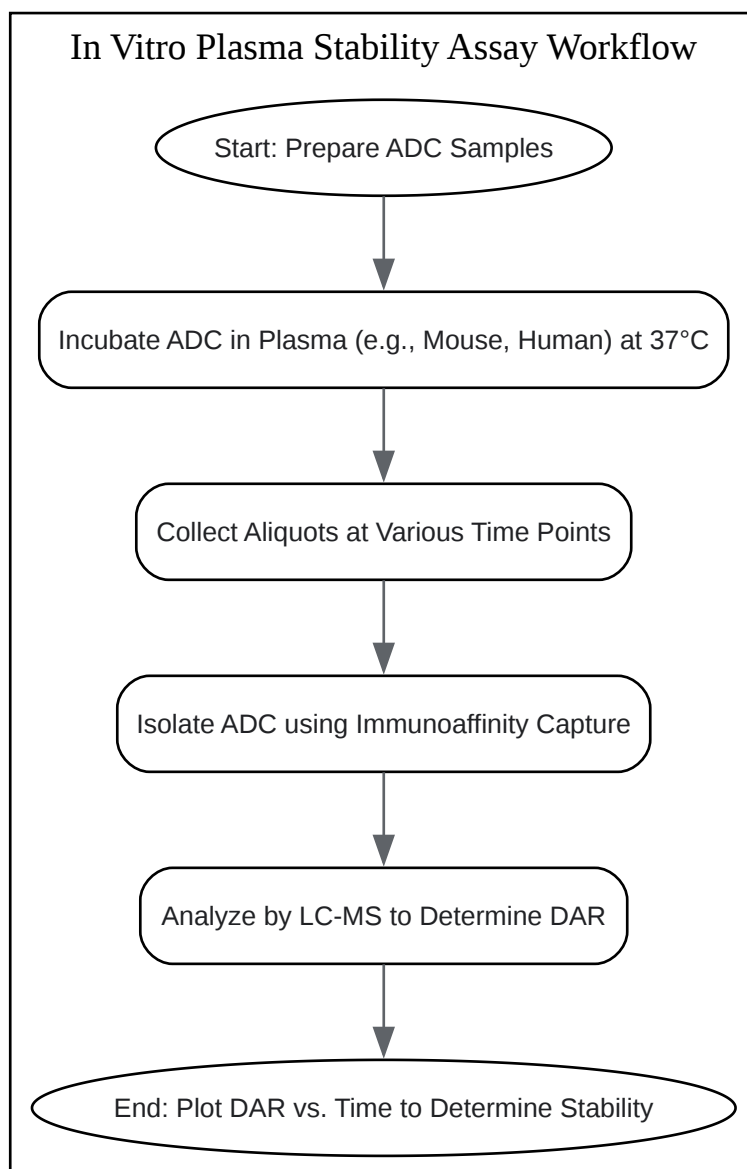 In Vitro Plasma Stability Assay Workflow
Start: Prepare ADC Samples
Incubate ADC in Plasma (e.g., Mouse, Human) at 37°C
Collect Aliquots at Various Time Points
Isolate ADC using Immunoaffinity Capture
Analyze by LC-MS to Determine DAR
End: Plot DAR vs. Time to Determine Stability